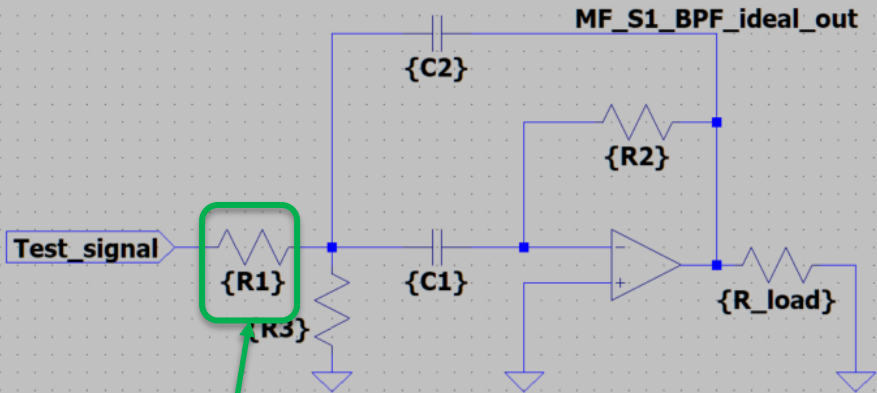 MF_S1_BPF_ideal_out
{C2}
{R2}
Test_signal
{R1}
{C1}
{R3}
{R_load}